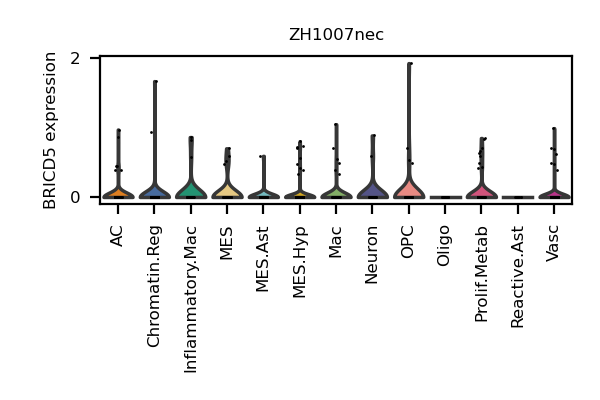 ZH1007nec
BRICD5 expression
2
0
AC
Chromatin.Reg
Inflammatory.Mac
MES
MES.Ast
MES.Hyp
Mac
Neuron
OPC
Oligo
Prolif.Metab
Reactive.Ast
Vasc